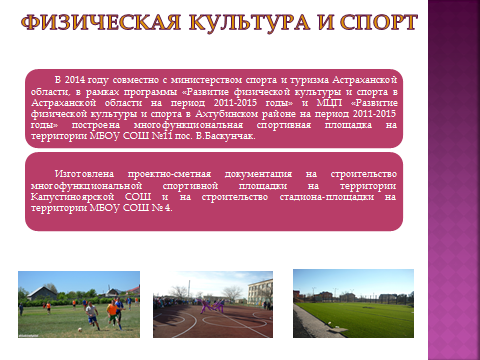 ФИЗИЧЕСКАЯ КУЛЬТУРА И СПОРТ
В 2014 году совместно с министерством спорта и туризма Астраханской
области, в рамках программы «Развитие физической культуры и спорта в
Астраханской области на период 2011-2015 годы» и МЦП «Развитие
физической культуры и спорта в Ахтубинском районе на период 2011-2015
годы» построена многофункциональная спортивная площадка на
территории МБОУ СОШ №11 пос. В.Баскунчак.
Изготовлена проектно-сметная документация на строительство
многофункциональной спортивной площадки на территории
Капустиноярской СОШ и на строительство стадиона-площадки на
территории МБОУ СОШ № 4.